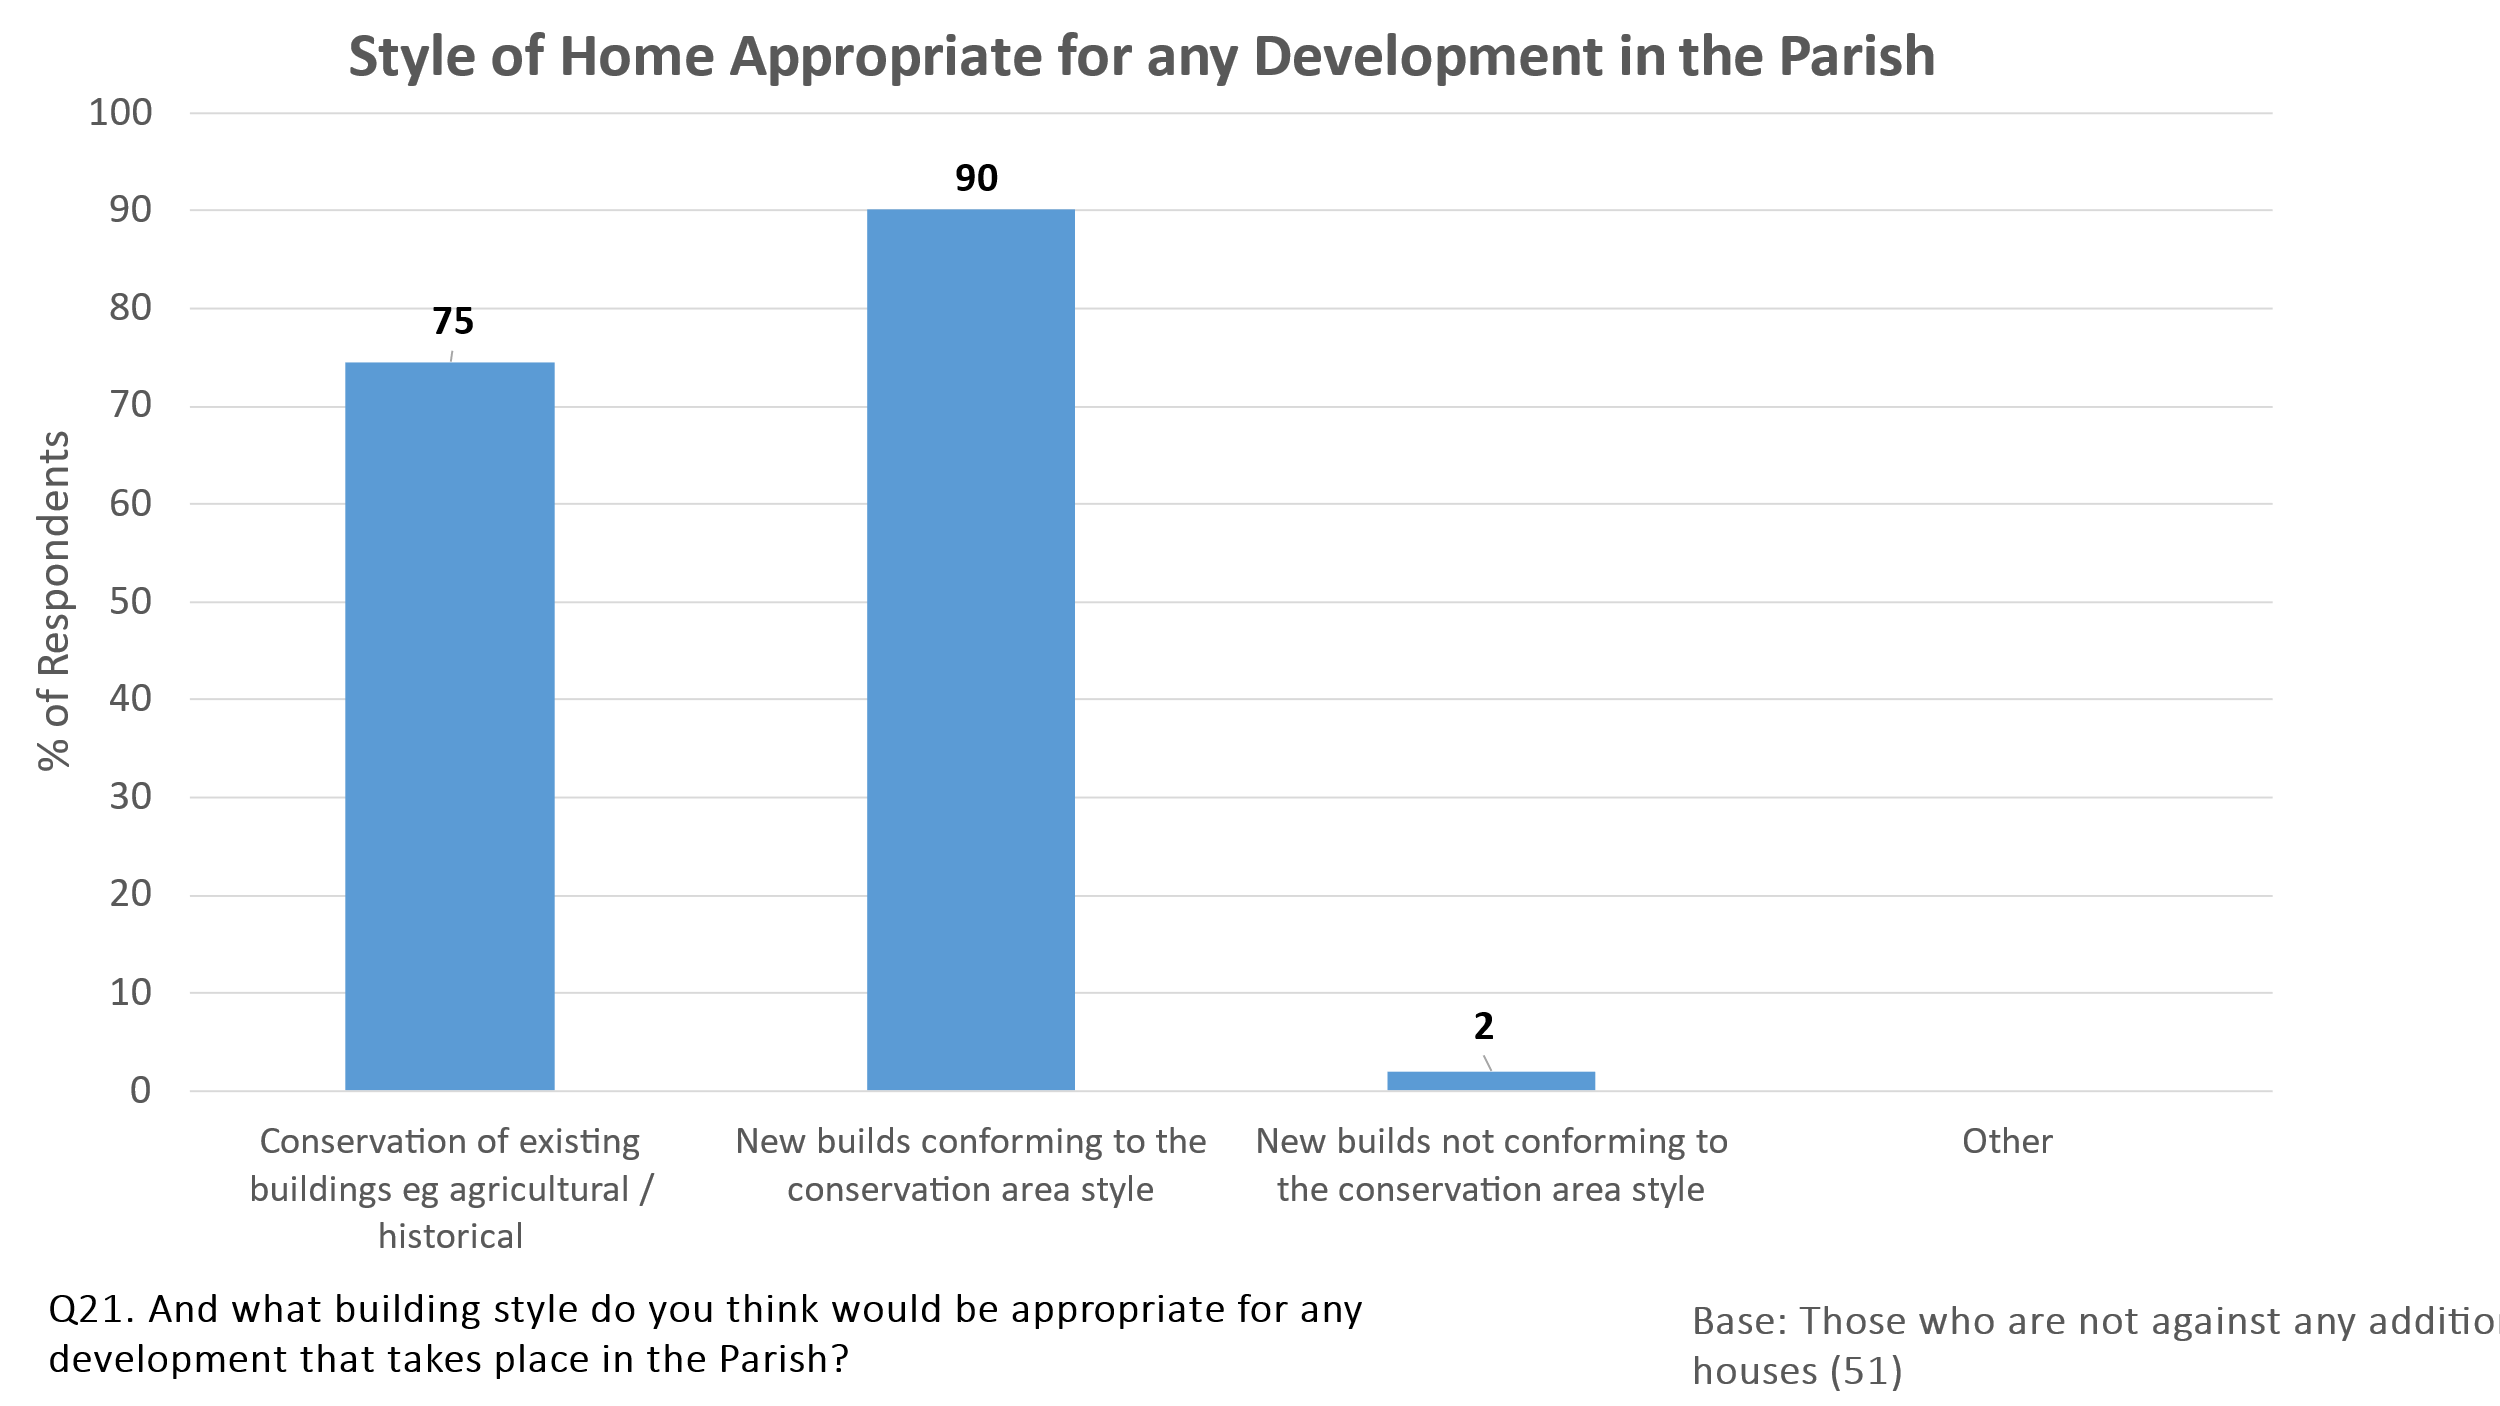 Style of Home Appropriate for any Development in the Parish
100
90
80
70
60
50
40
30
20
10
0
% of Respondents
75
90
2
Conservation of existing
buildings eg agricultural /
historical
New builds conforming to the
conservation area style
New builds not conforming to
the conservation area style
Other
Q21. And what building style do you think would be appropriate for any
development that takes place in the Parish?
Base: Those who are not against any
houses (51)